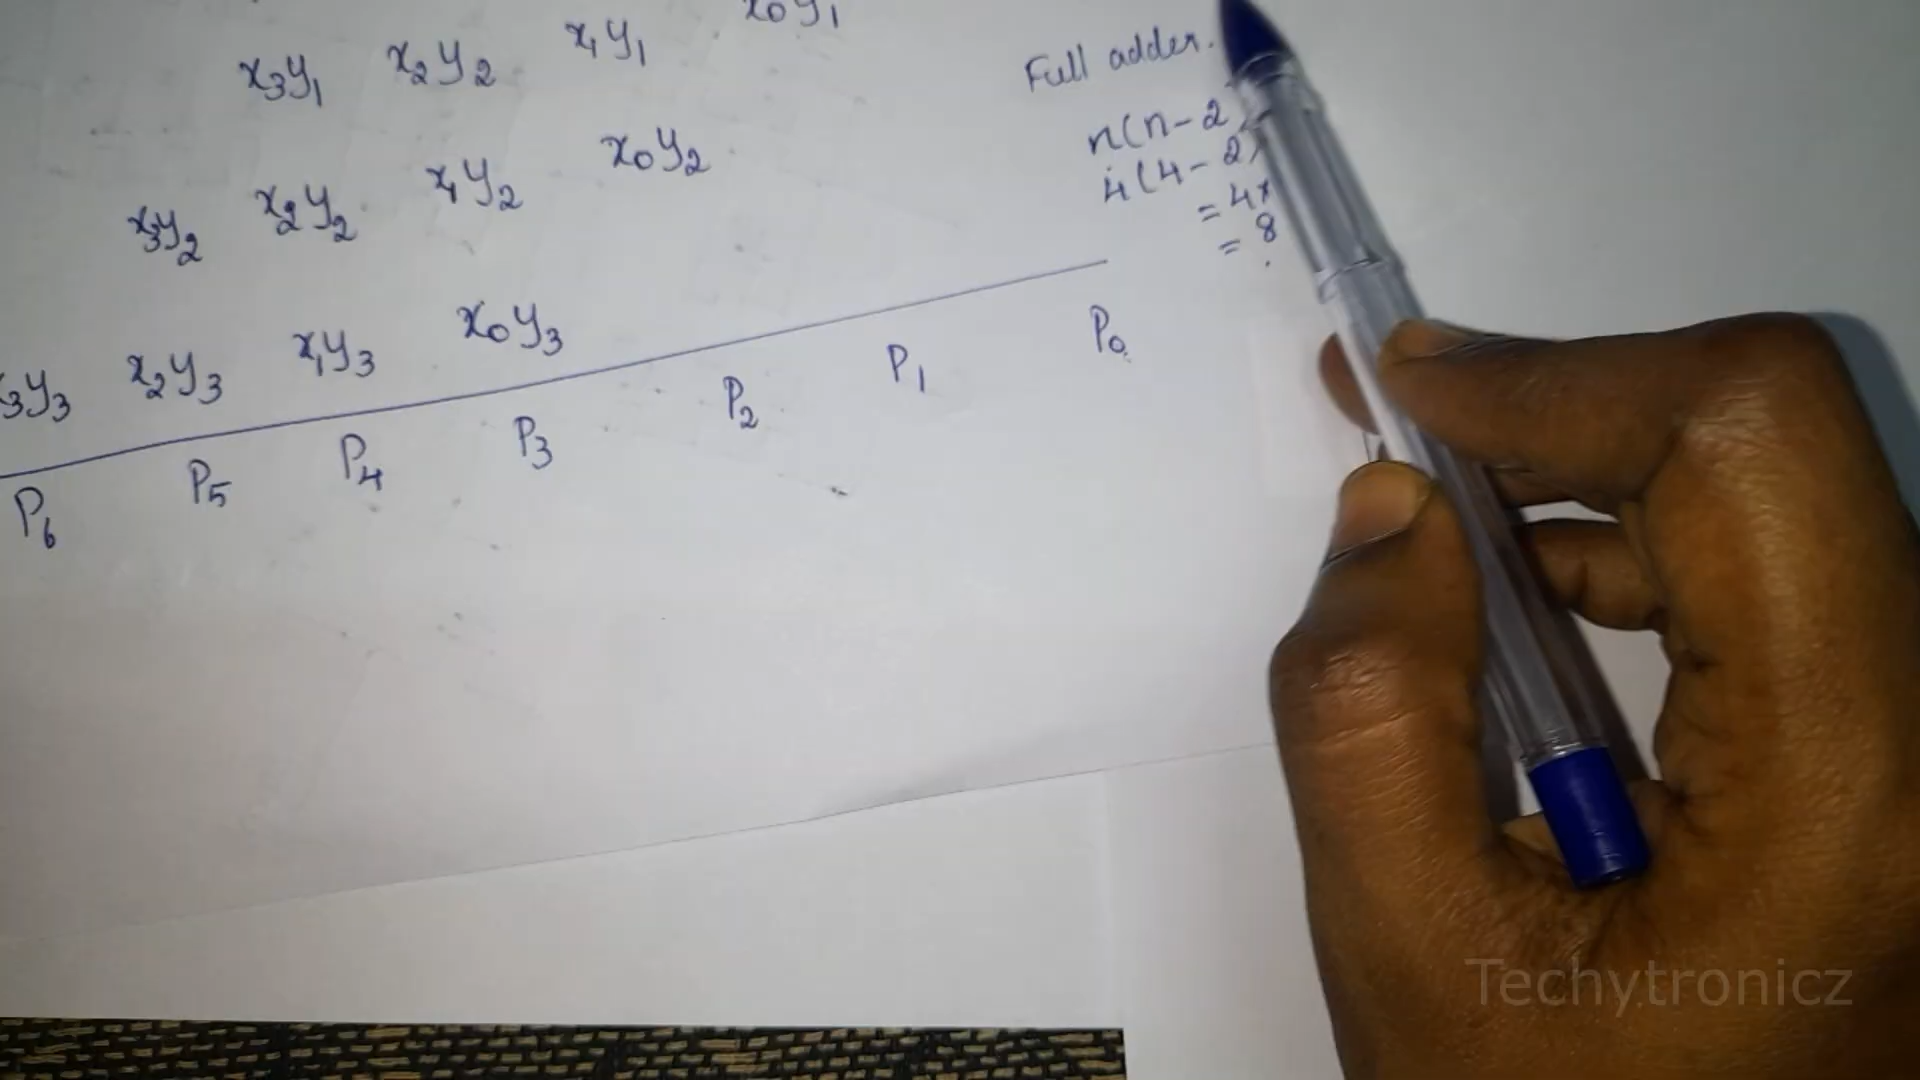 x0y1
x3y1 x2y2 x1y1
x3y2 x2y2 x1y2 x0y2
3y3 x2y3 x1y3 x0y3
P6 P5 P4 P3 P2 P1 P0
Full adder.
n(n-2)
4(4-2)
= 4x
= 8
Techytronicz